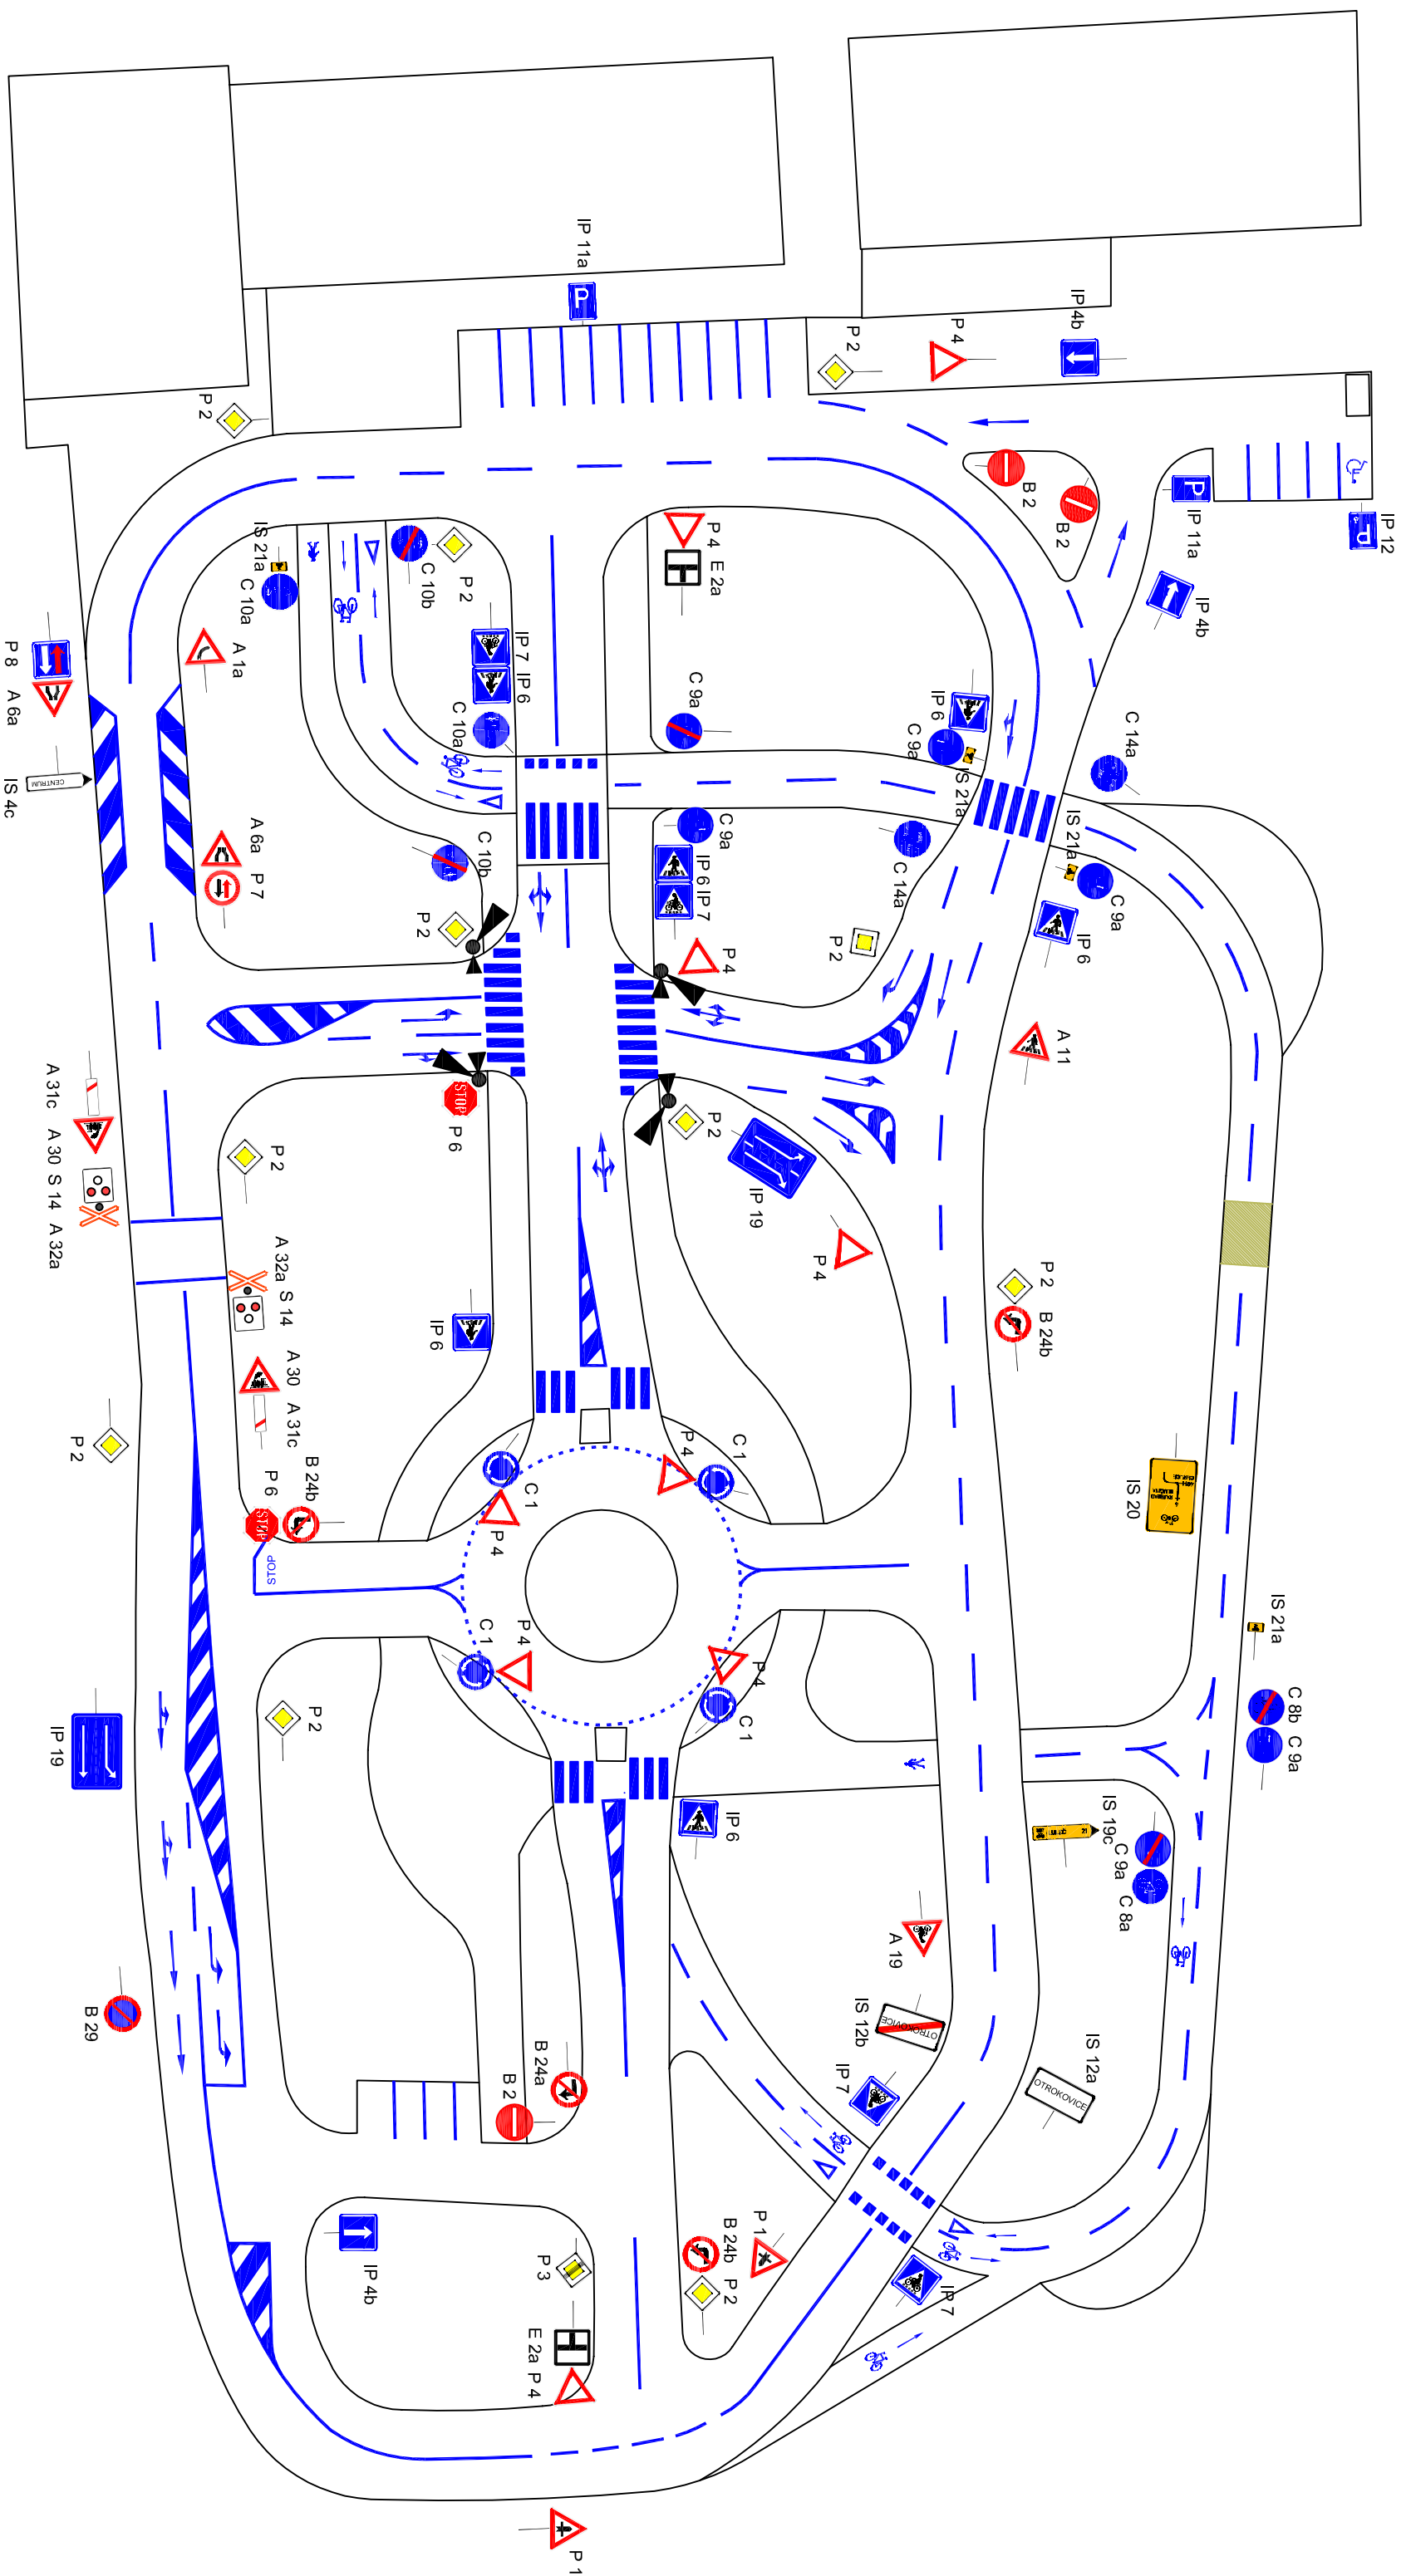 IP 11a
IP 4b
P 4
P 2
P 2
P
P
IP 12
IP 11a
B 2
B 2
IP 4b
IS 21a
C 10a
C 10b
P 2
P 4 E 2a
A 1a
IP 7 IP 6
C 9a
IP 6
C 9a
IS 21a
C 14a
P 8 A 6a
IS 4c
CENTRUM
C 10a
C 10b
A 6a P 7
C 9a
IP 6 IP 7
C 14a
IS 21a
C 9a
IP 6
P 2
P 4
P 2
A 11
A 31c A 30 S 14 A 32a
STOP
P 6
P 2
P 2
IP 19
P 4
A 32a S 14
P 2
B 24b
IP 6
A 30 A 31c
P 2
P 6 B 24b
STOP
STOP
C 1
P 4
P 4
C 1
IS 20
IS 21a
C 1
P 4
P 4
C 1
C 8b C 9a
P 2
IP 19
IP 6
IS 19c
C 9a C 8a
A 19
B 29
IS 12b
OTROKOVICE
IS 12a
OTROKOVICE
IP 7
B 24a
B 2
IP 4b
P 3
B 24b P 2
P 1
IP 7
E 2a P 4
P 1